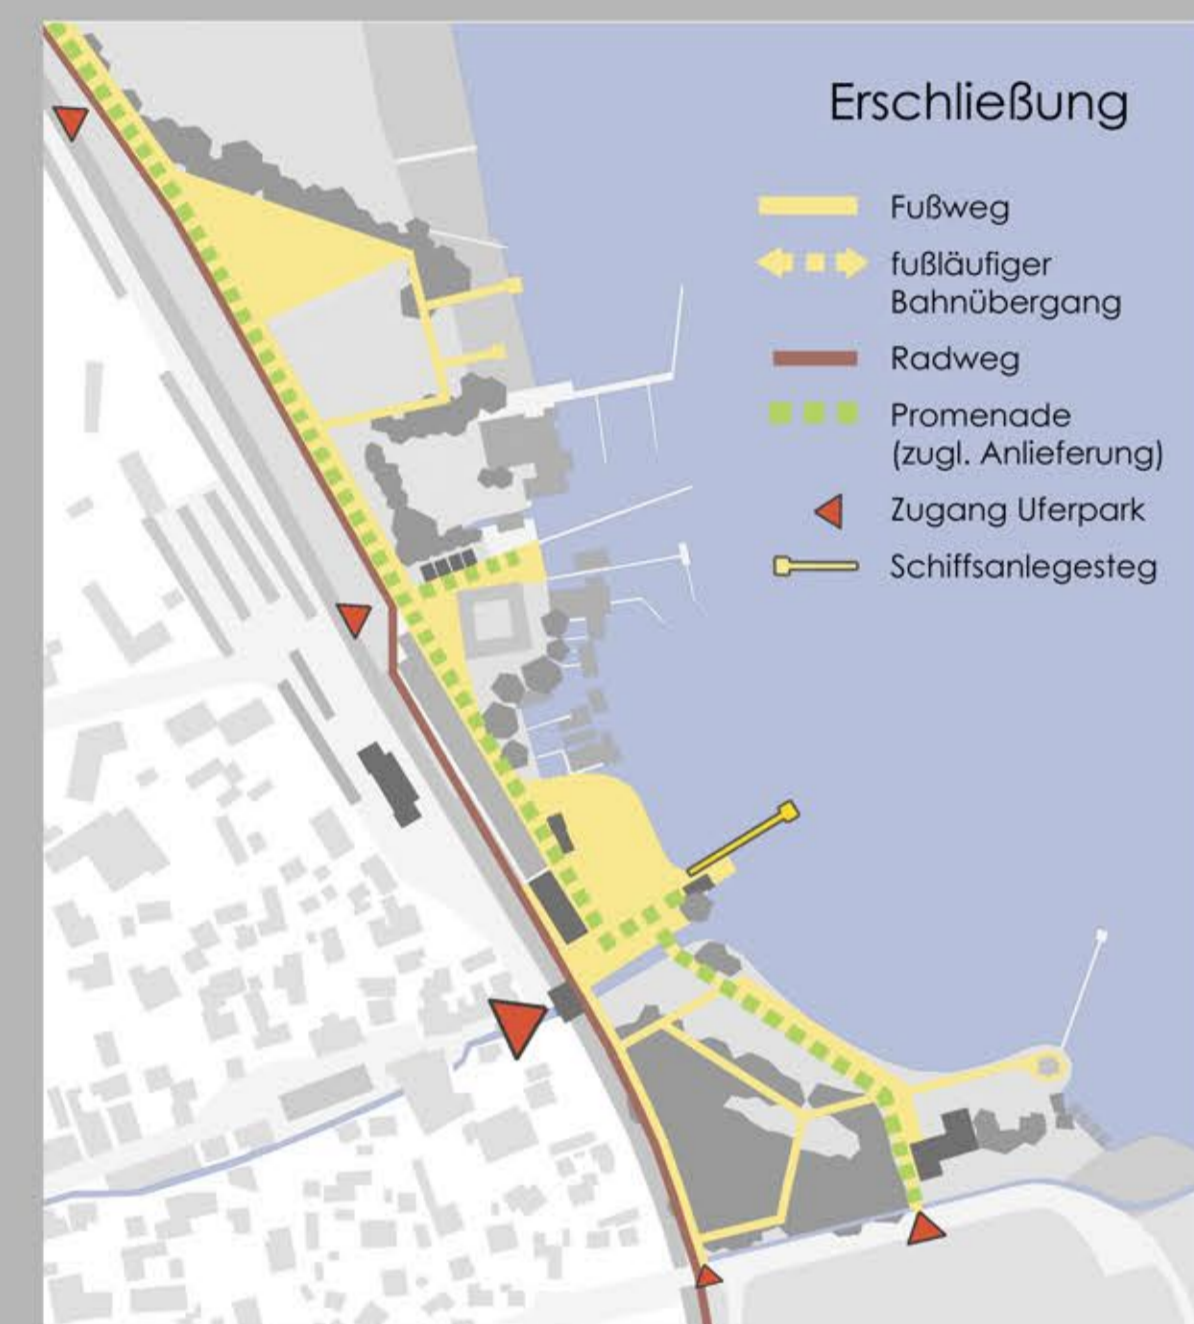 Erschließung
Fußweg
fußläufiger
Bahnübergang
Radweg
Promenade
(zugl. Anlieferung)
Zugang Uferpark
Schiffsanlegesteg